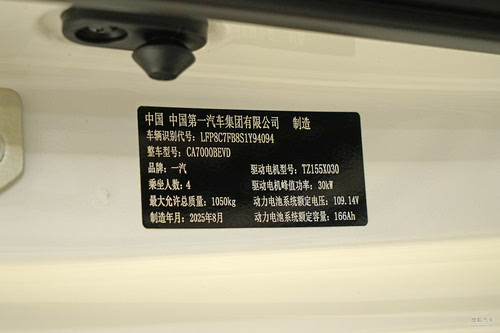 中国 中国第一汽车集团有限公司 制造
车辆识别代号：LFP8C7FB8S1Y94094
整车型号：CA7000BEVD
品牌：一汽 驱动电机型号：TZ155X030
乘坐人数：4 驱动电机峰值功率：30kW
最大允许总质量：1050kg 动力电池系统额定电压：109.14V
制造年月：2025年8月 动力电池系统额定容量：166Ah